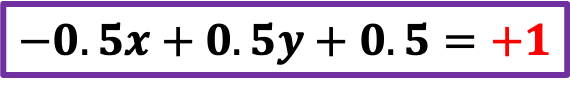 −0.5x + 0.5y + 0.5 = +1